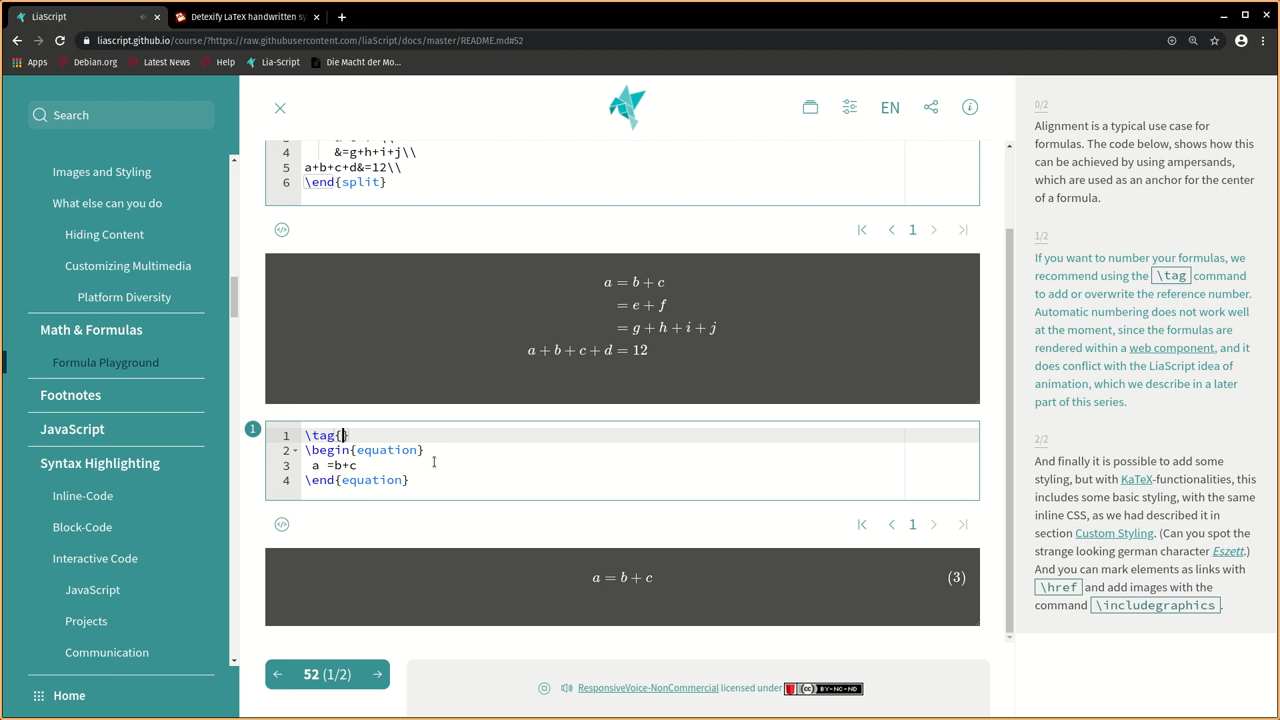 LiaScript
Detexify LaTeX handwritten sy
liascript.github.io/course/?https://raw.githubusercontent.com/liaScript/docs/master/README.md#52
Apps
Debian.org
Latest News
Help
Lia-Script
Die Macht der Mo...
Search
Images and Styling
What else can you do
Hiding Content
Customizing Multimedia
Platform Diversity
Math & Formulas
Formula Playground
Footnotes
JavaScript
Syntax Highlighting
Inline-Code
Block-Code
Interactive Code
JavaScript
Projects
Communication
Home
EN
4 &=g+h+i+j\\
5 a+b+c+d&=12\\
6 \end{split}
1
a = b + c
= e + f
= g + h + i + j
a + b + c + d = 12
1
1 \tag{}
2 \begin{equation}
3 a =b+c
4 \end{equation}
1
a = b + c (3)
52 (1/2)
ResponsiveVoice-NonCommercial licensed under
BY-NC-ND
0/2
Alignment is a typical use case for
formulas. The code below, shows how this
can be achieved by using ampersands,
which are used as an anchor for the center
of a formula.
1/2
If you want to number your formulas, we
recommend using the \tag command
to add or overwrite the reference number.
Automatic numbering does not work well
at the moment, since the formulas are
rendered within a web component, and it
does conflict with the LiaScript idea of
animation, which we describe in a later
part of this series.
2/2
And finally it is possible to add some
styling, but with KaTeX-functionalities, this
includes some basic styling, with the same
inline CSS, as we had described it in
section Custom Styling. (Can you spot the
strange looking german character Eszett.)
And you can mark elements as links with
\href and add images with the
command \includegraphics.